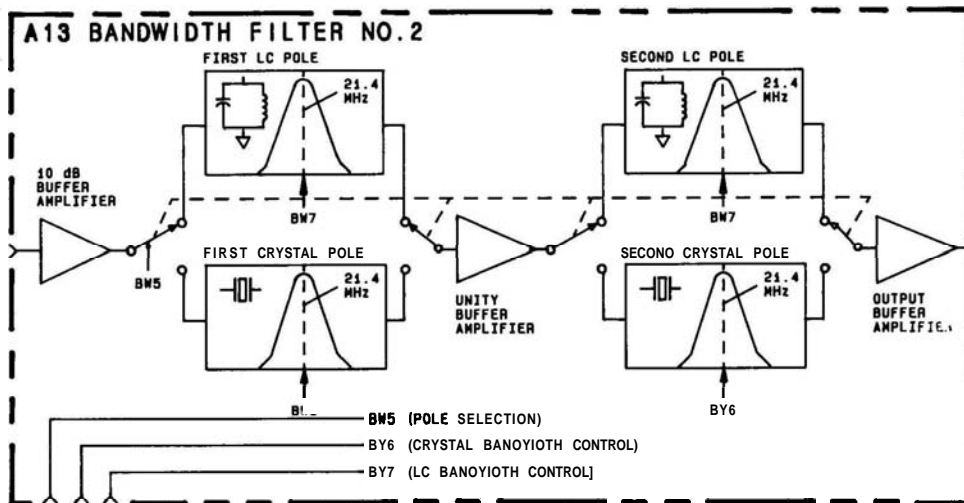 A13 BANDWIDTH FILTER NO.2
FIRST LC POLE
21.4
MHz
SECOND LC POLE
21.4
MHz
10 dB
BUFFER
AMPLIFIER
BW7
BW7
BW5
FIRST CRYSTAL POLE
21.4
MHz
UNITY
BUFFER
AMPLIFIER
SECONO CRYSTAL POLE
21.4
MHz
OUTPUT
BUFFER
BY6
BW5 (POLE SELECTION)
BY6 (CRYSTAL BANOYIOTH CONTROL)
BY7 (LC BANOYIOTH CONTROL]